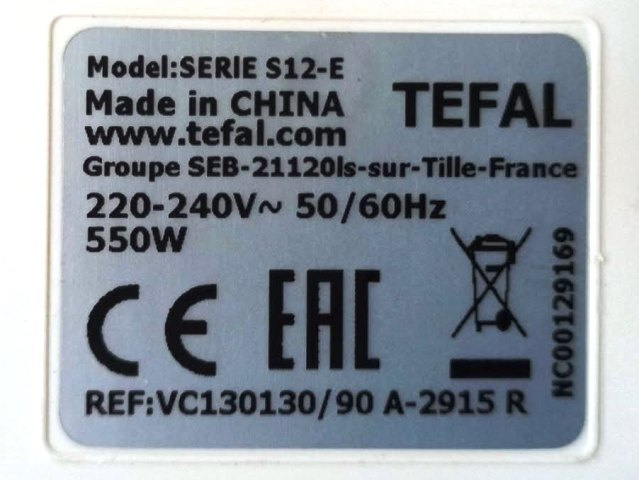 Model:SERIE S12-E
Made in CHINA
TEFAL
www.tefal.com
Groupe SEB-21120Is-sur-Tille-France
220-240V~ 50/60Hz
550W
CE EAC
NC00129169
REF:VC130130/90 A-2915 R